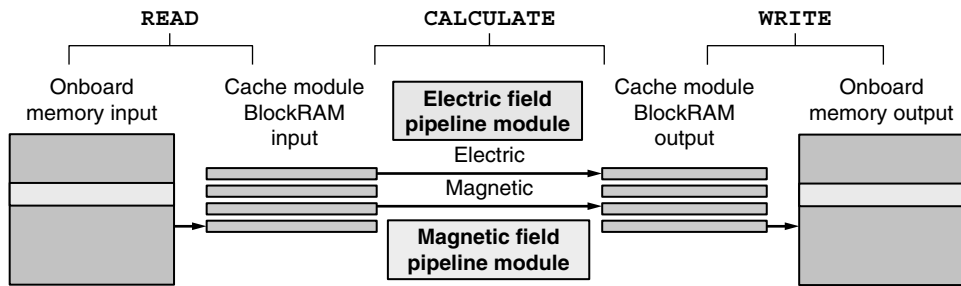 READ
CALCULATE
WRITE
Onboard
memory input
Cache module
BlockRAM
input
Electric field
pipeline module
Cache module
BlockRAM
output
Onboard
memory output
Electric
Magnetic
Magnetic field
pipeline module